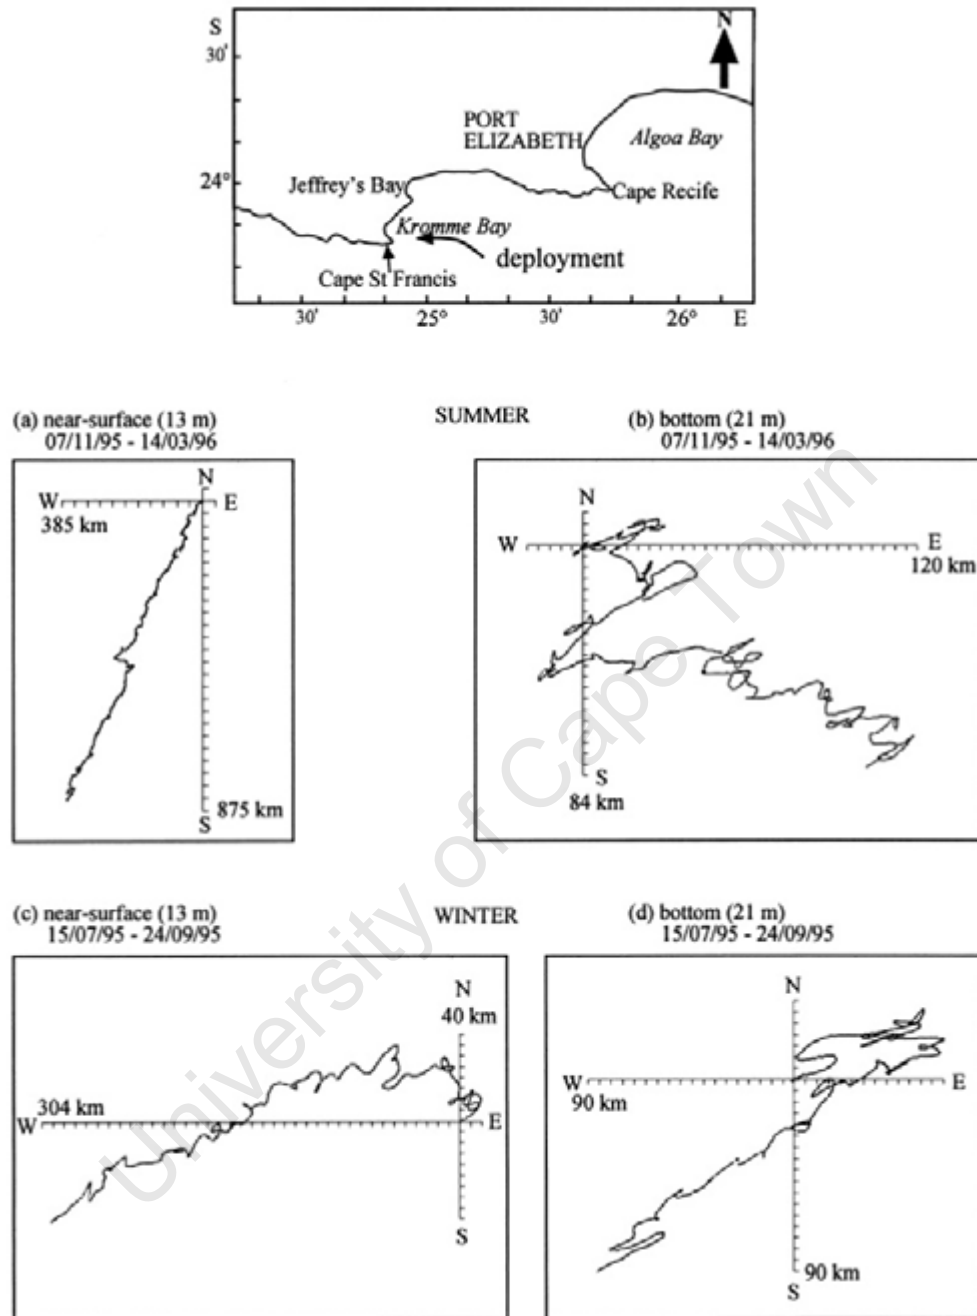 S
N
30'
PORT
ELIZABETH
Algoa Bay
24°
Jeffrey's Bay
Cape Recife
Kromme Bay
deployment
Cape St Francis
30'
25°
30'
26°
E
SUMMER
(a) near-surface (13 m)
07/11/95 - 14/03/96
N
W
E
385 km
875 km
S
(b) bottom (21 m)
07/11/95 - 14/03/96
N
W
E
120 km
S
84 km
WINTER
(c) near-surface (13 m)
15/07/95 - 24/09/95
N
40 km
304 km
W
E
S
(d) bottom (21 m)
15/07/95 - 24/09/95
N
W
E
90 km
90 km
S
University of Cape Town